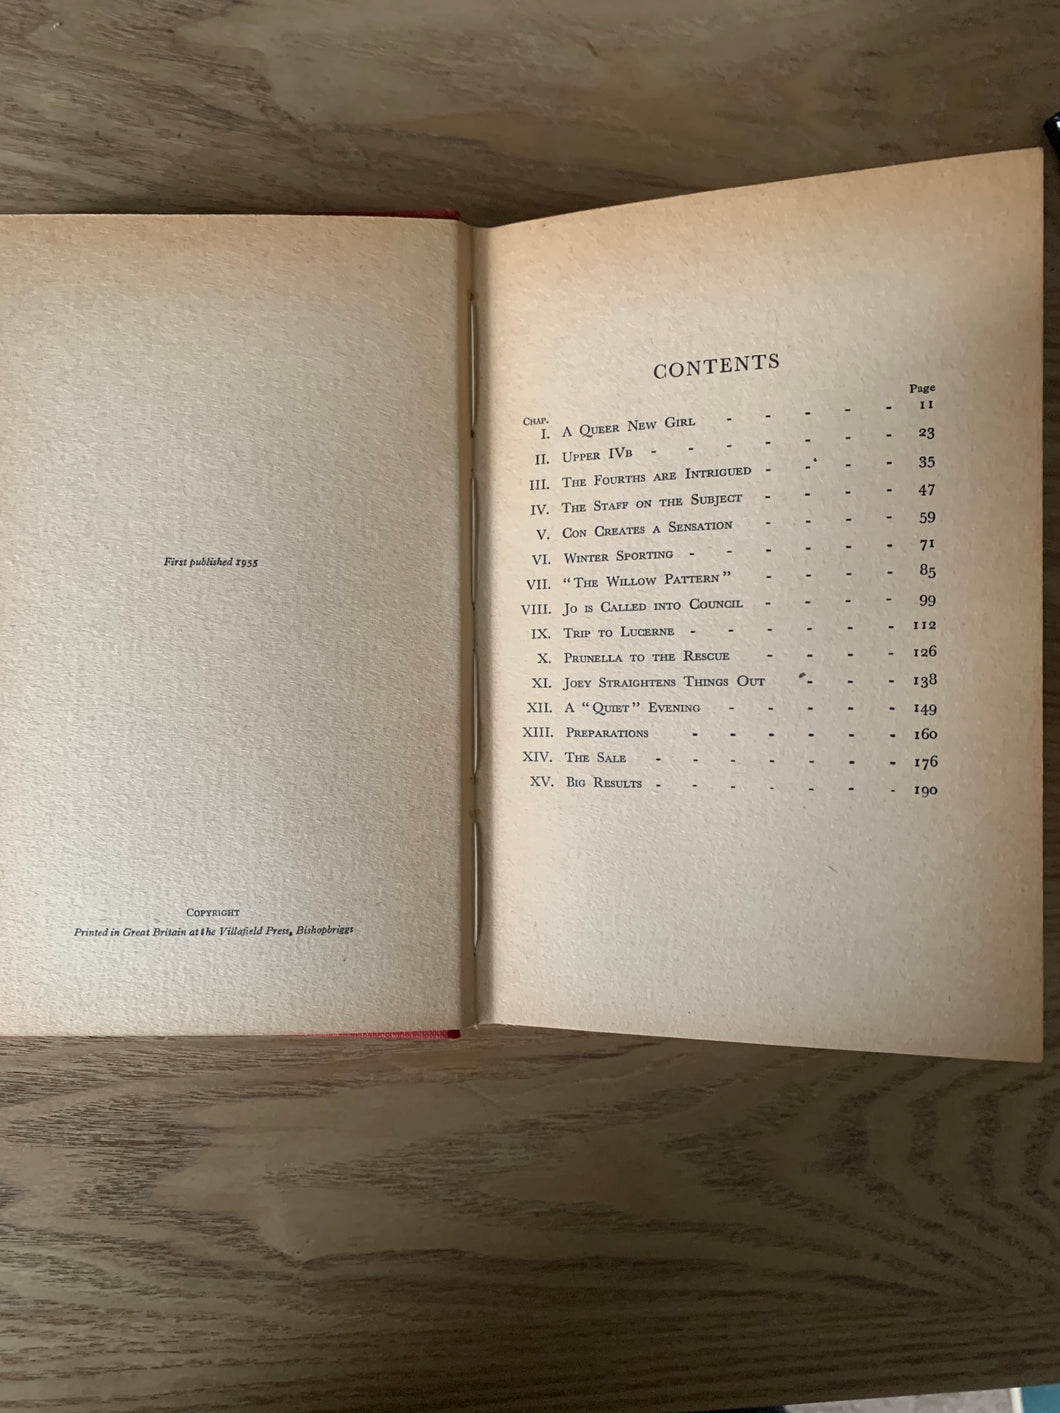 First published 1955
COPYRIGHT
Printed in Great Britain at the Villafield Press, Bishopbriggs
CONTENTS
Page
CHAP.
I. A QUEER NEW GIRL - - - - - 11
II. UPPER IVB - - - - - - - 23
III. THE FOURTHS ARE INTRIGUED - - - - 35
IV. THE STAFF ON THE SUBJECT - - - - 47
V. CON CREATES A SENSATION - - - - 59
VI. WINTER SPORTING - - - - - - 71
VII. "THE WILLOW PATTERN" - - - - 85
VIII. JO IS CALLED INTO COUNCIL - - - - 99
IX. TRIP TO LUCERNE - - - - - - 112
X. PRUNELLA TO THE RESCUE - - - - 126
XI. JOEY STRAIGHTENS THINGS OUT - - - 138
XII. A "QUIET" EVENING - - - - - 149
XIII. PREPARATIONS - - - - - - 160
XIV. THE SALE - - - - - - - 176
XV. BIG RESULTS - - - - - - - 190